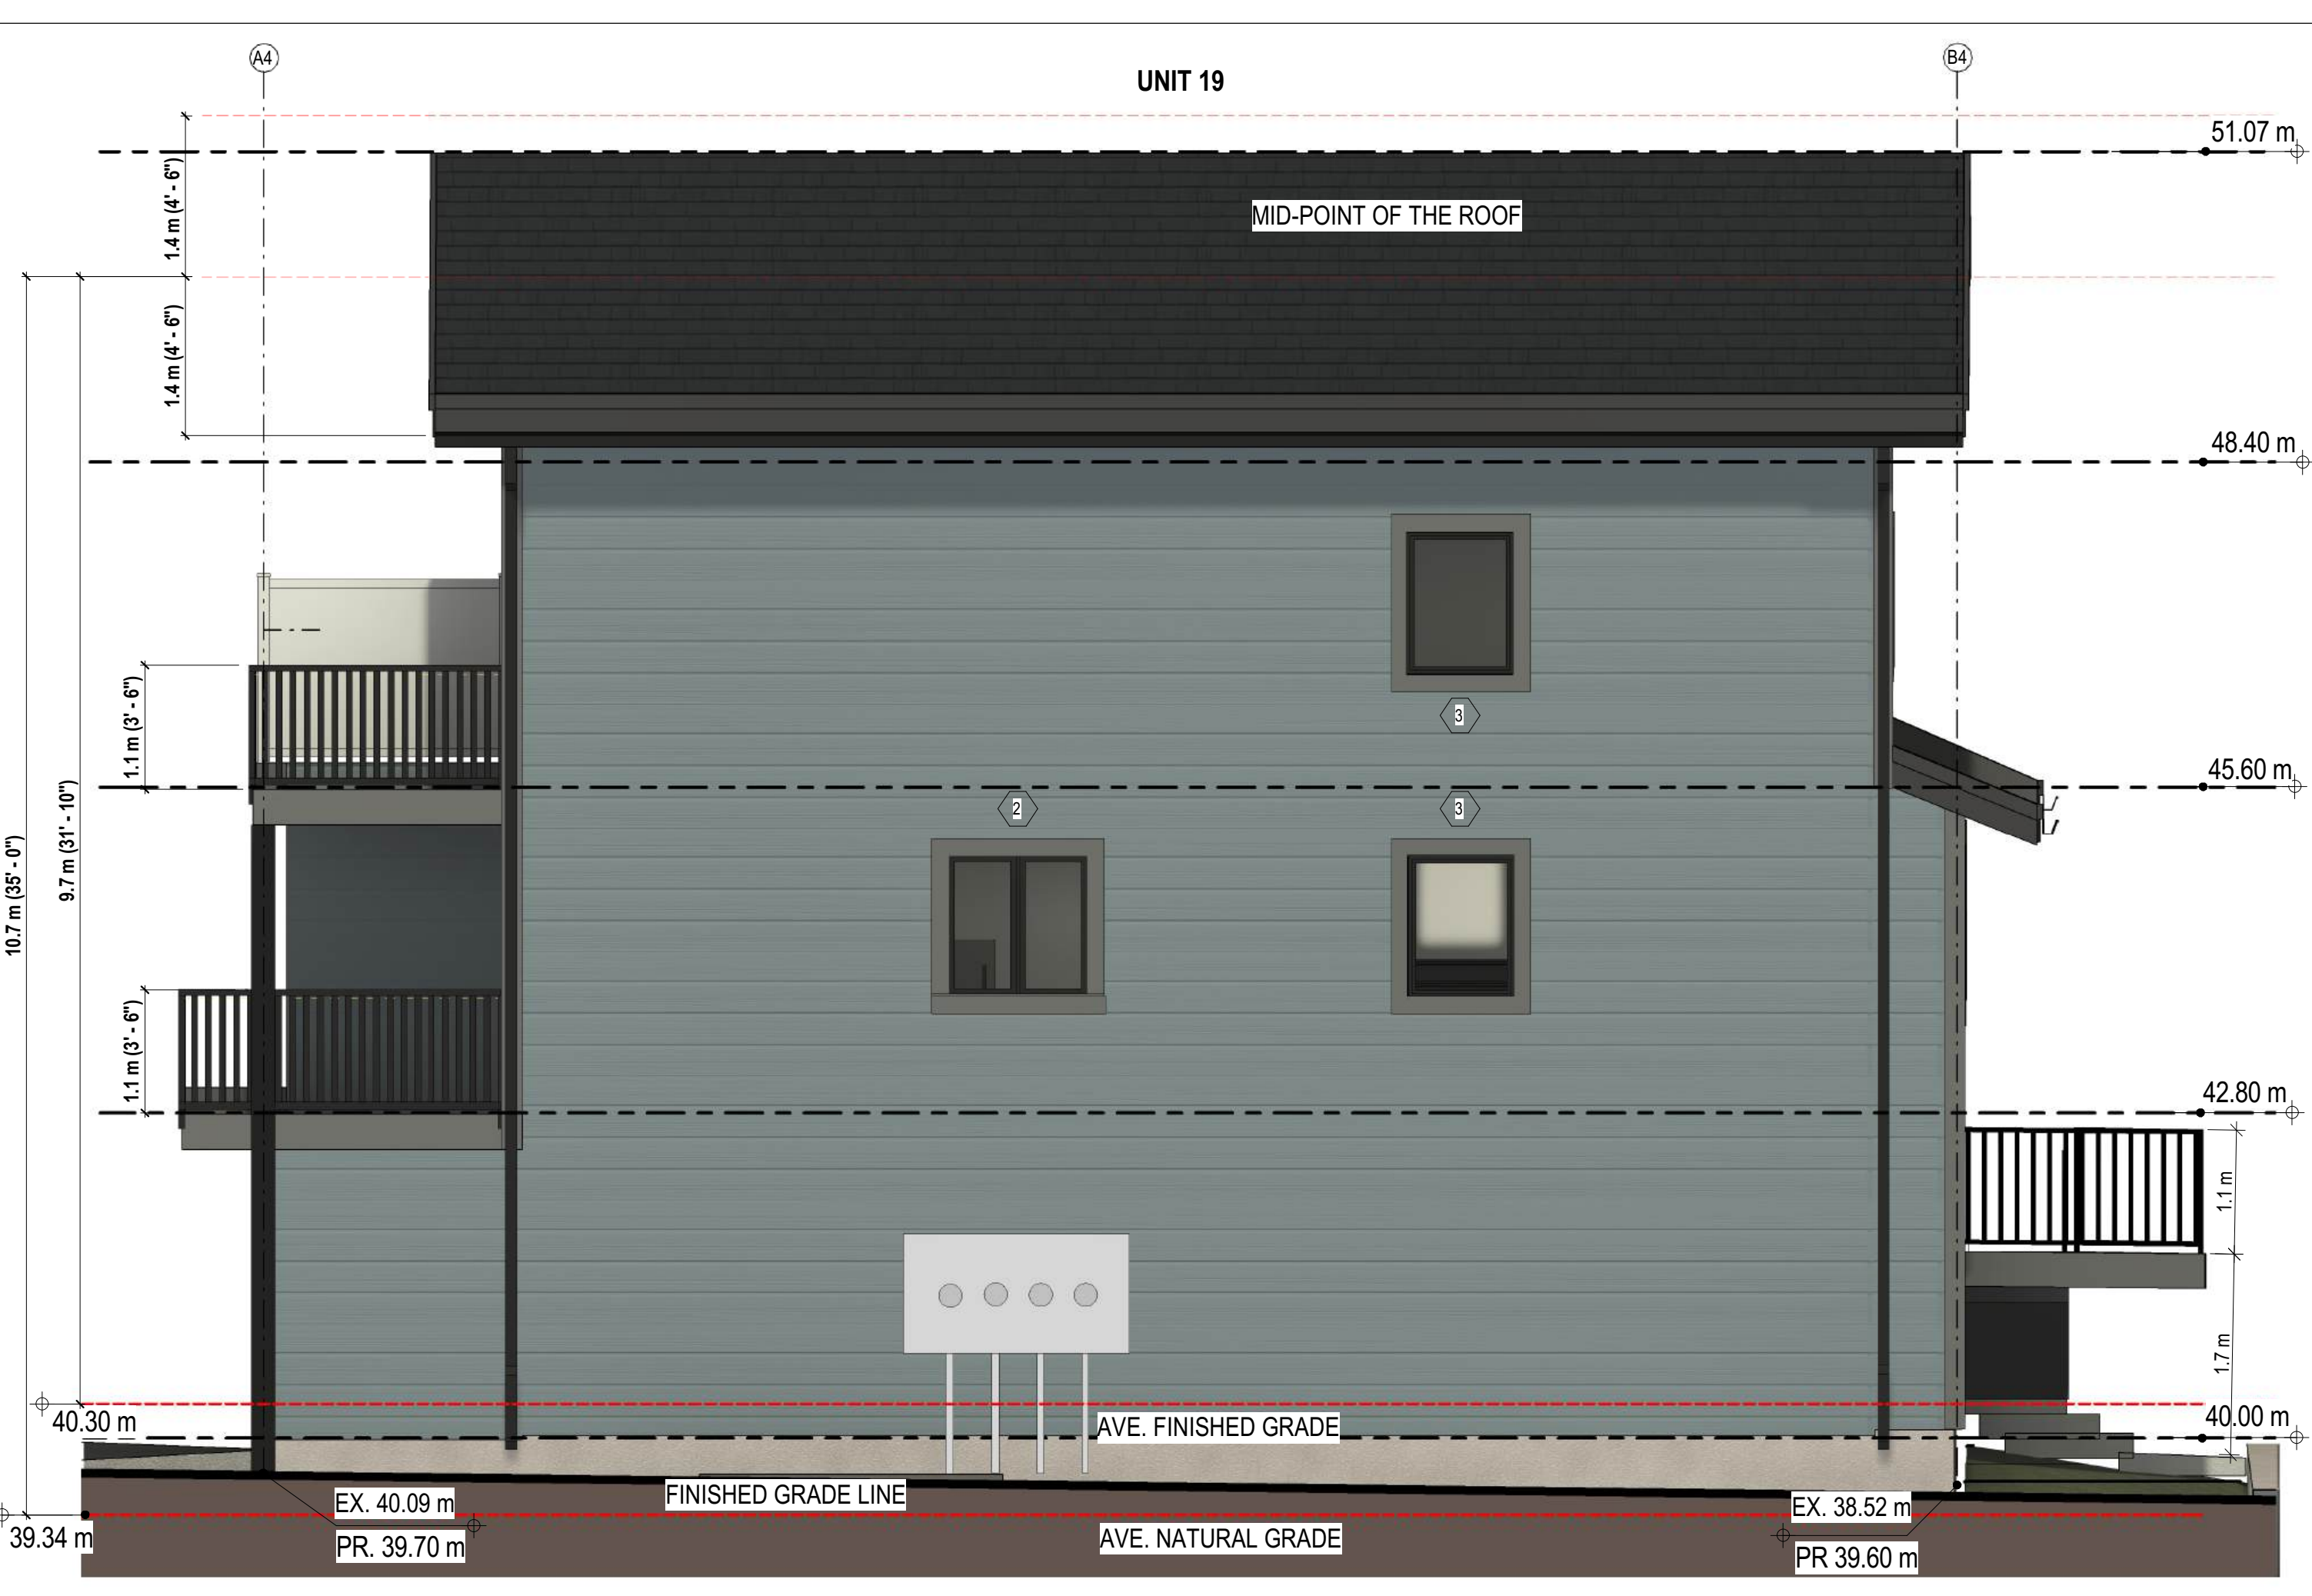 A4
B4
UNIT 19
51.07 m
1.4 m (4' - 6")
MID-POINT OF THE ROOF
1.4 m (4' - 6")
48.40 m
1.1 m (3' - 6")
3
45.60 m
2
3
10.7 m (35' - 0")
9.7 m (31' - 10")
1.1 m (3' - 6")
42.80 m
1.1 m
1.7 m
40.30 m
AVE. FINISHED GRADE
40.00 m
FINISHED GRADE LINE
EX. 40.09 m
EX. 38.52 m
39.34 m
PR. 39.70 m
AVE. NATURAL GRADE
PR 39.60 m